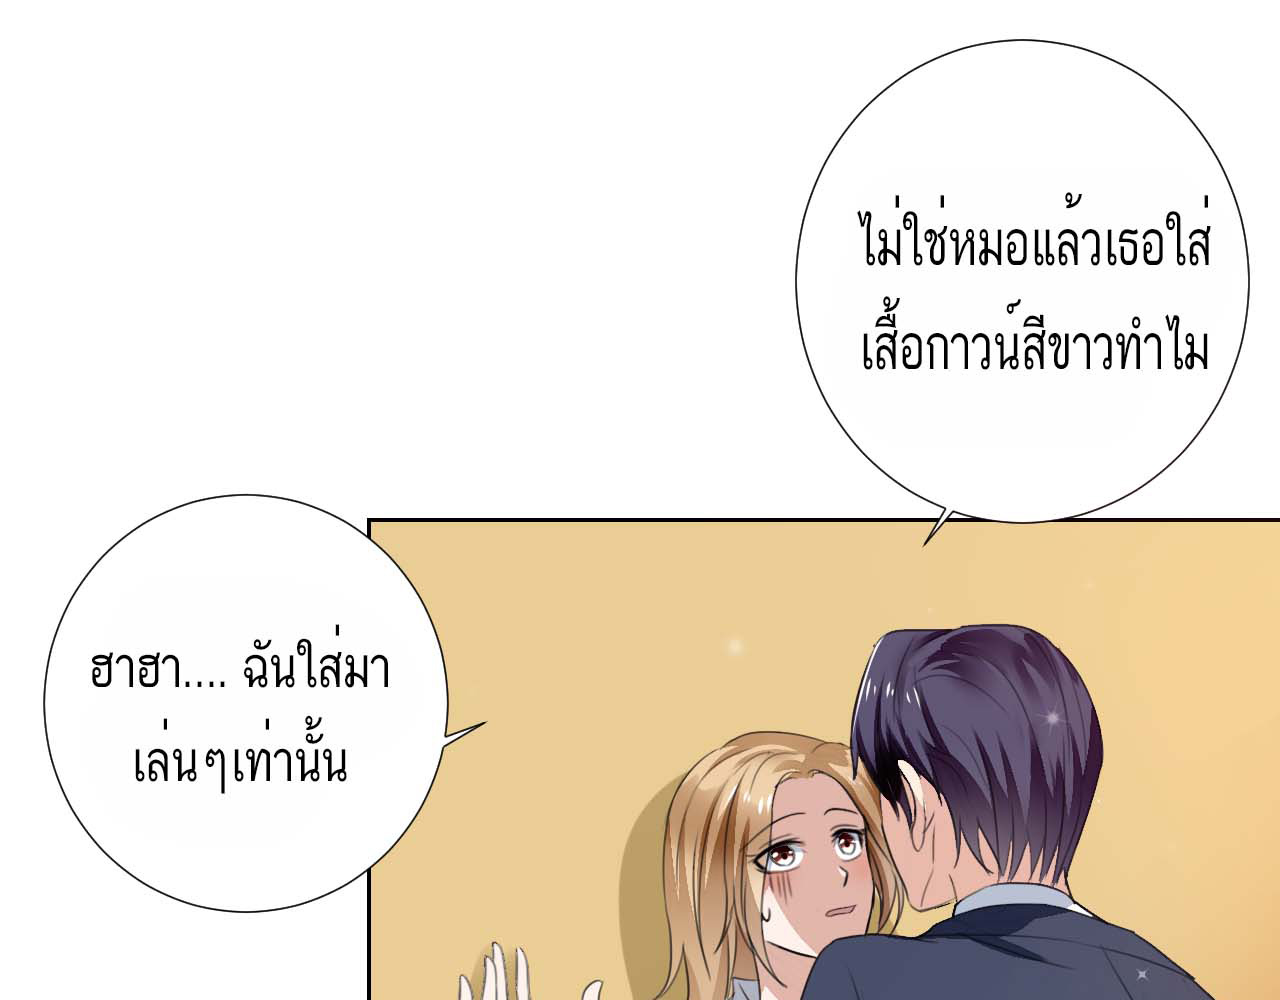 ไม่ใช่หมอแล้วเธอใส่
เสื้อกาวน์สีขาวทำไม
ฮาฮา.... ฉันใส่มา
เล่นๆเท่านั้น